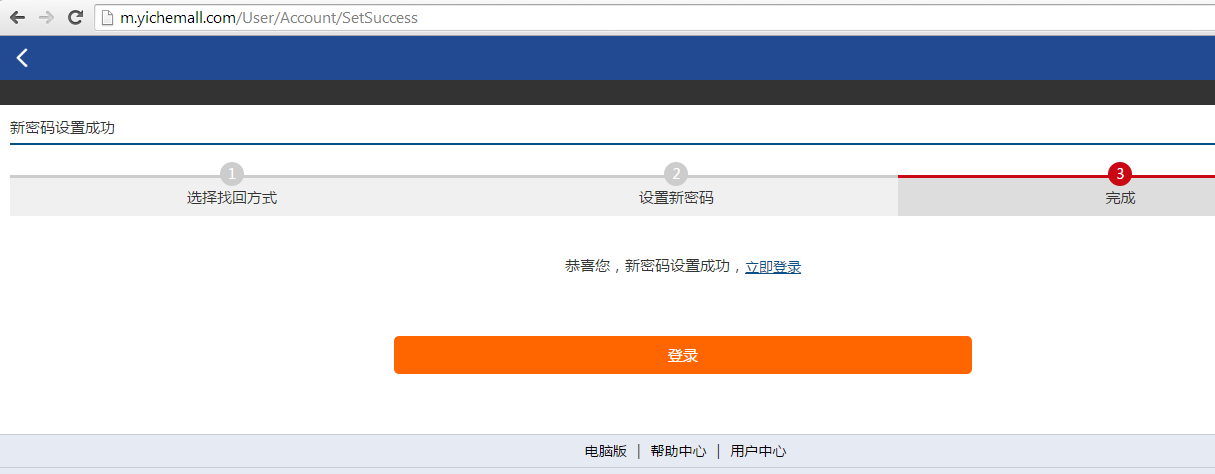 m.yichemall.com/User/Account/SetSuccess
新密码设置成功
1 2 3
选择找回方式 设置新密码 完成
恭喜您，新密码设置成功，立即登录
登录
电脑版 | 帮助中心 | 用户中心